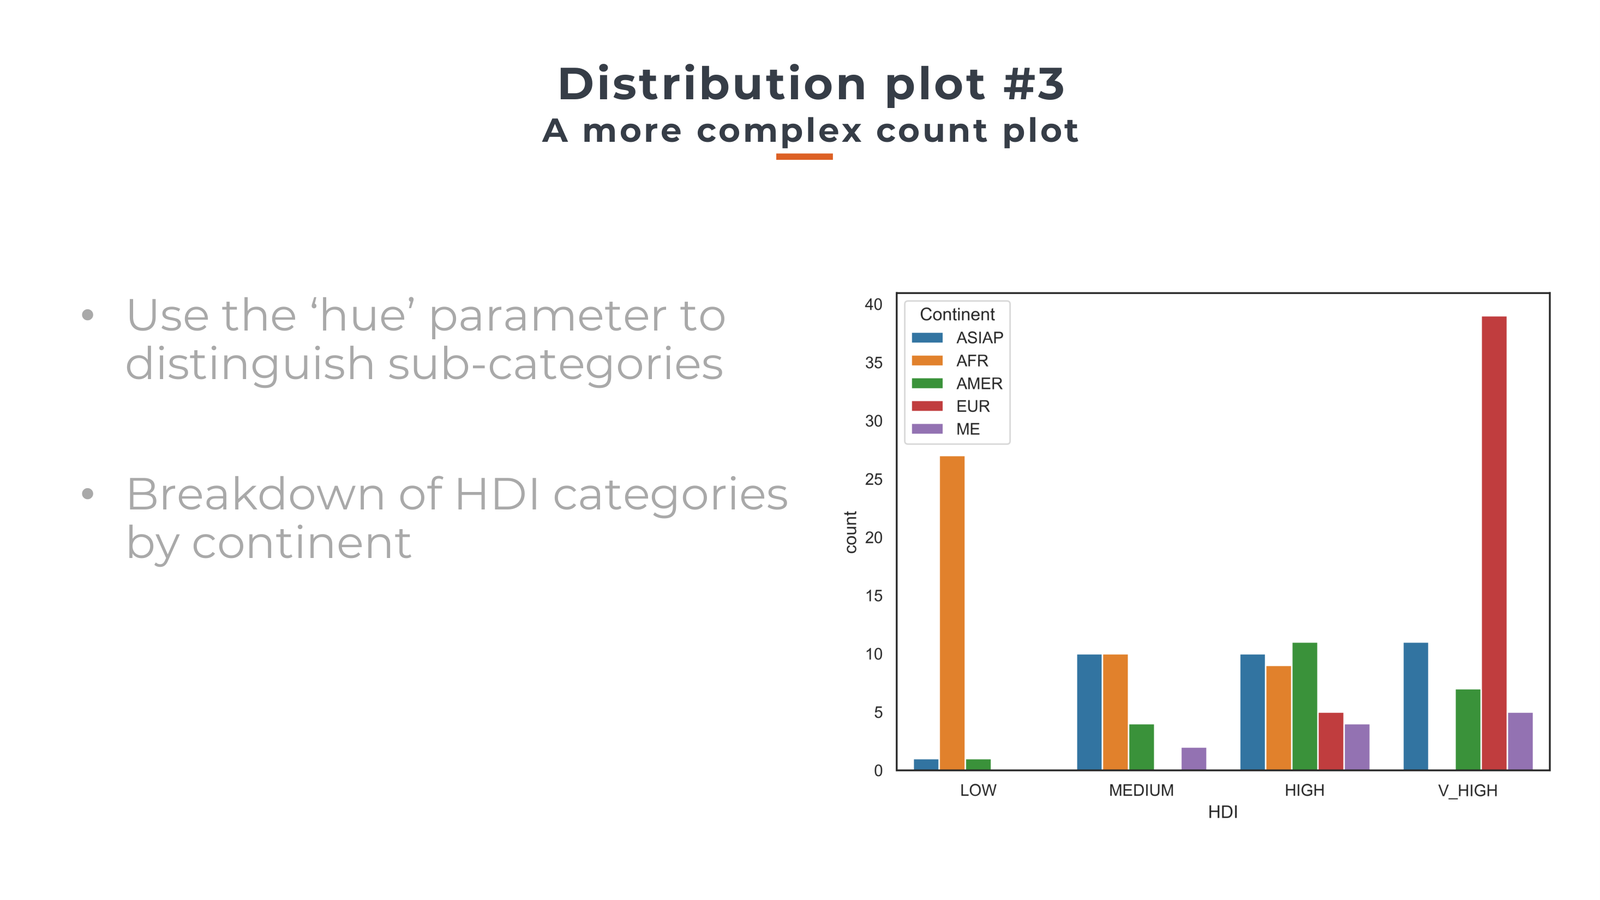 Distribution plot #3
A more complex count plot
• Use the ‘hue’ parameter to
distinguish sub-categories
• Breakdown of HDI categories
by continent
Continent
ASIAP
AFR
AMER
EUR
ME
40
35
30
25
20
15
10
5
0
count
LOW MEDIUM HIGH V_HIGH
HDI